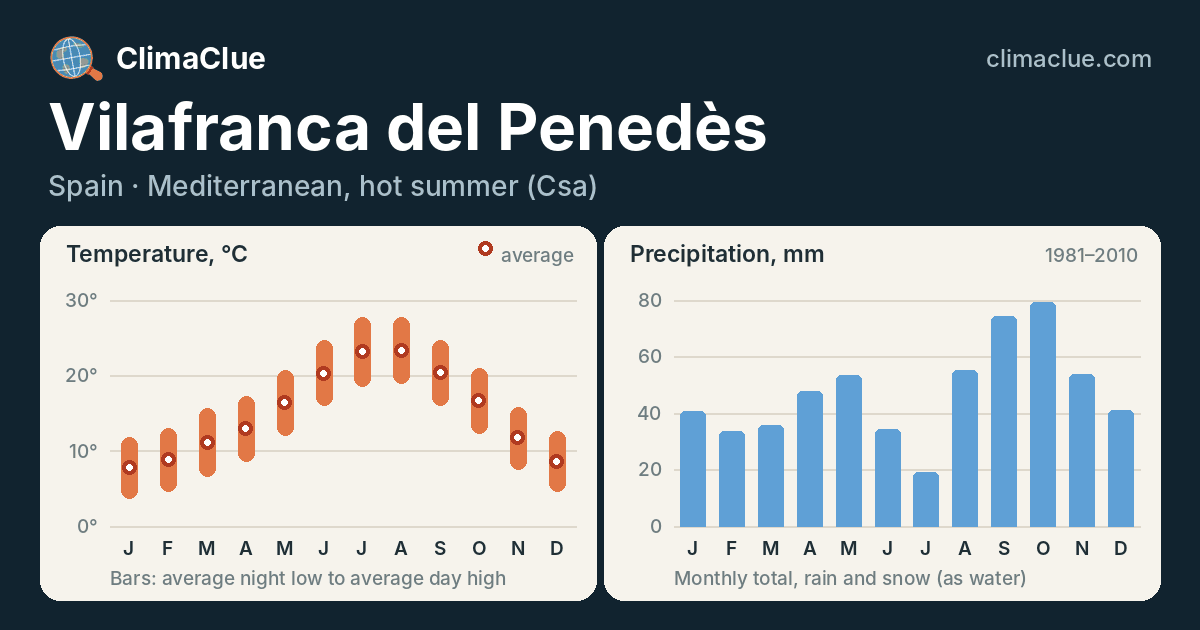 ClimaClue
climaclue.com
Vilafranca del Penedès
Spain · Mediterranean, hot summer (Csa)
Temperature, °C
average
30°
20°
10°
0°
J F M A M J J A S O N D
Bars: average night low to average day high
Precipitation, mm
1981–2010
80
60
40
20
0
J F M A M J J A S O N D
Monthly total, rain and snow (as water)